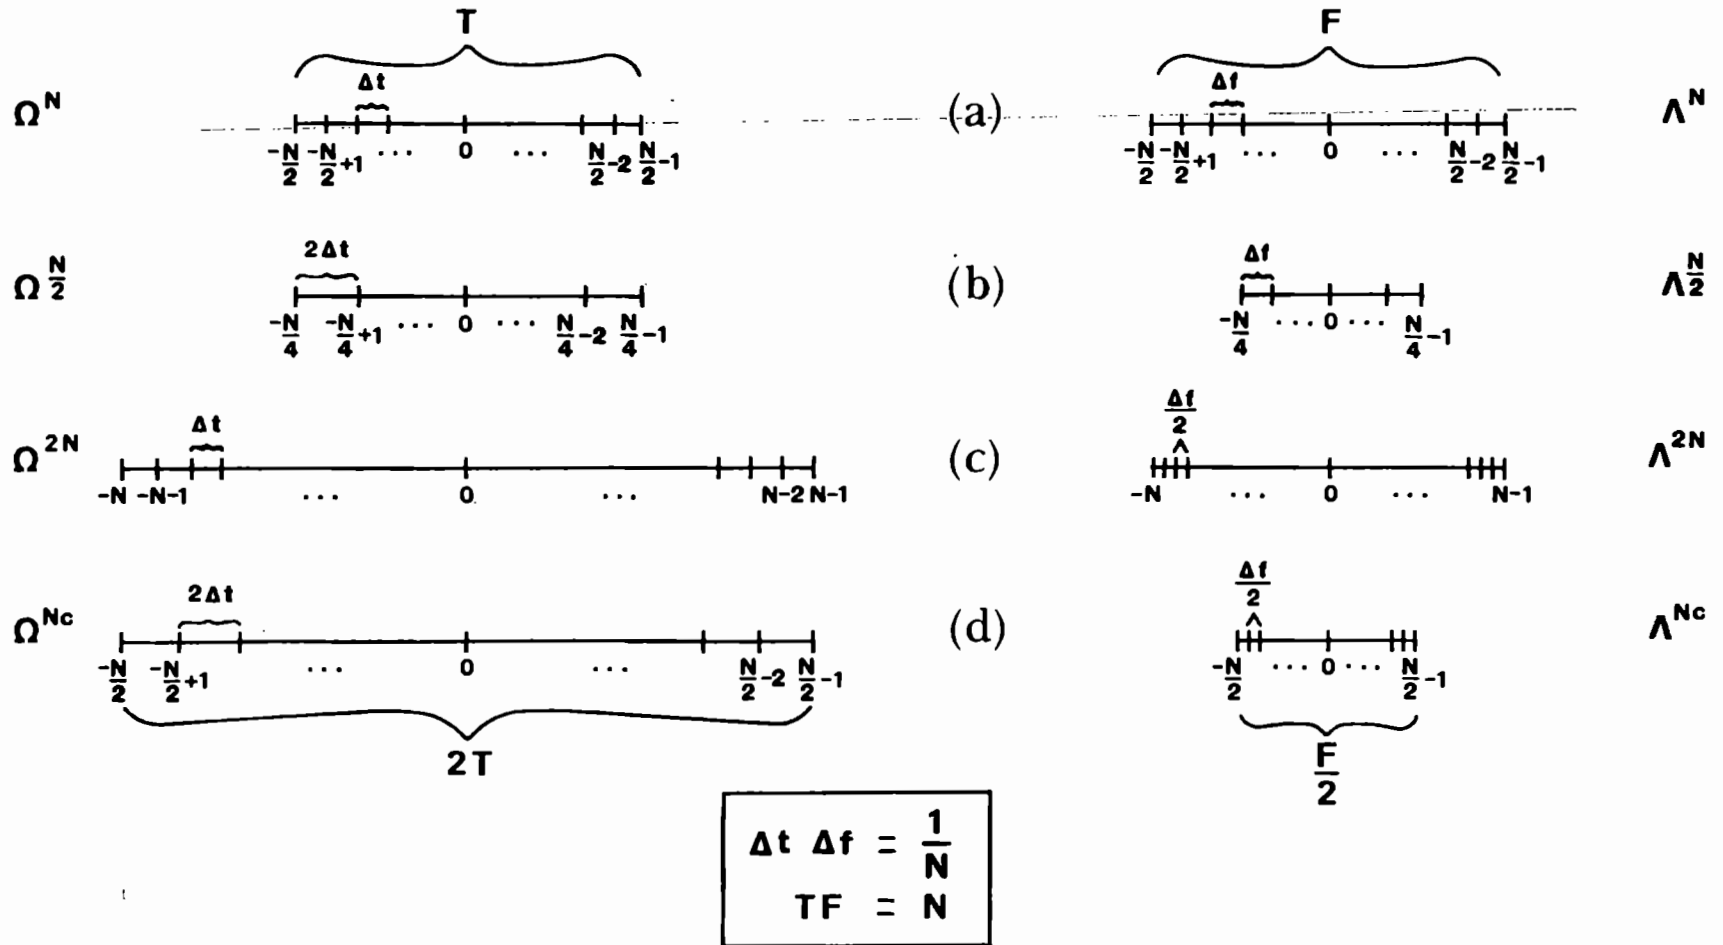 T F
Δt Δf
Ω^N (a) Λ^N
-N/2 -N/2+1 ... 0 ... N/2-2 N/2-1 -N/2 -N/2+1 ... 0 ... N/2-2 N/2-1
2Δt Δf
Ω^N/2 (b) Λ^N/2
-N/4 -N/4+1 ... 0 ... N/4-2 N/4-1 -N/4 ... 0 ... N/4-1
Δt Δf/2
Ω^2N (c) Λ^2N
-N -N-1 ... 0 ... N-2 N-1 -N ... 0 ... N-1
2Δt Δf/2
Ω^Nc (d) Λ^Nc
-N/2 -N/2+1 ... 0 ... N/2-2 N/2-1 -N/2 ... 0 ... N/2-1
2T F/2
Δt Δf = 1/N
TF = N